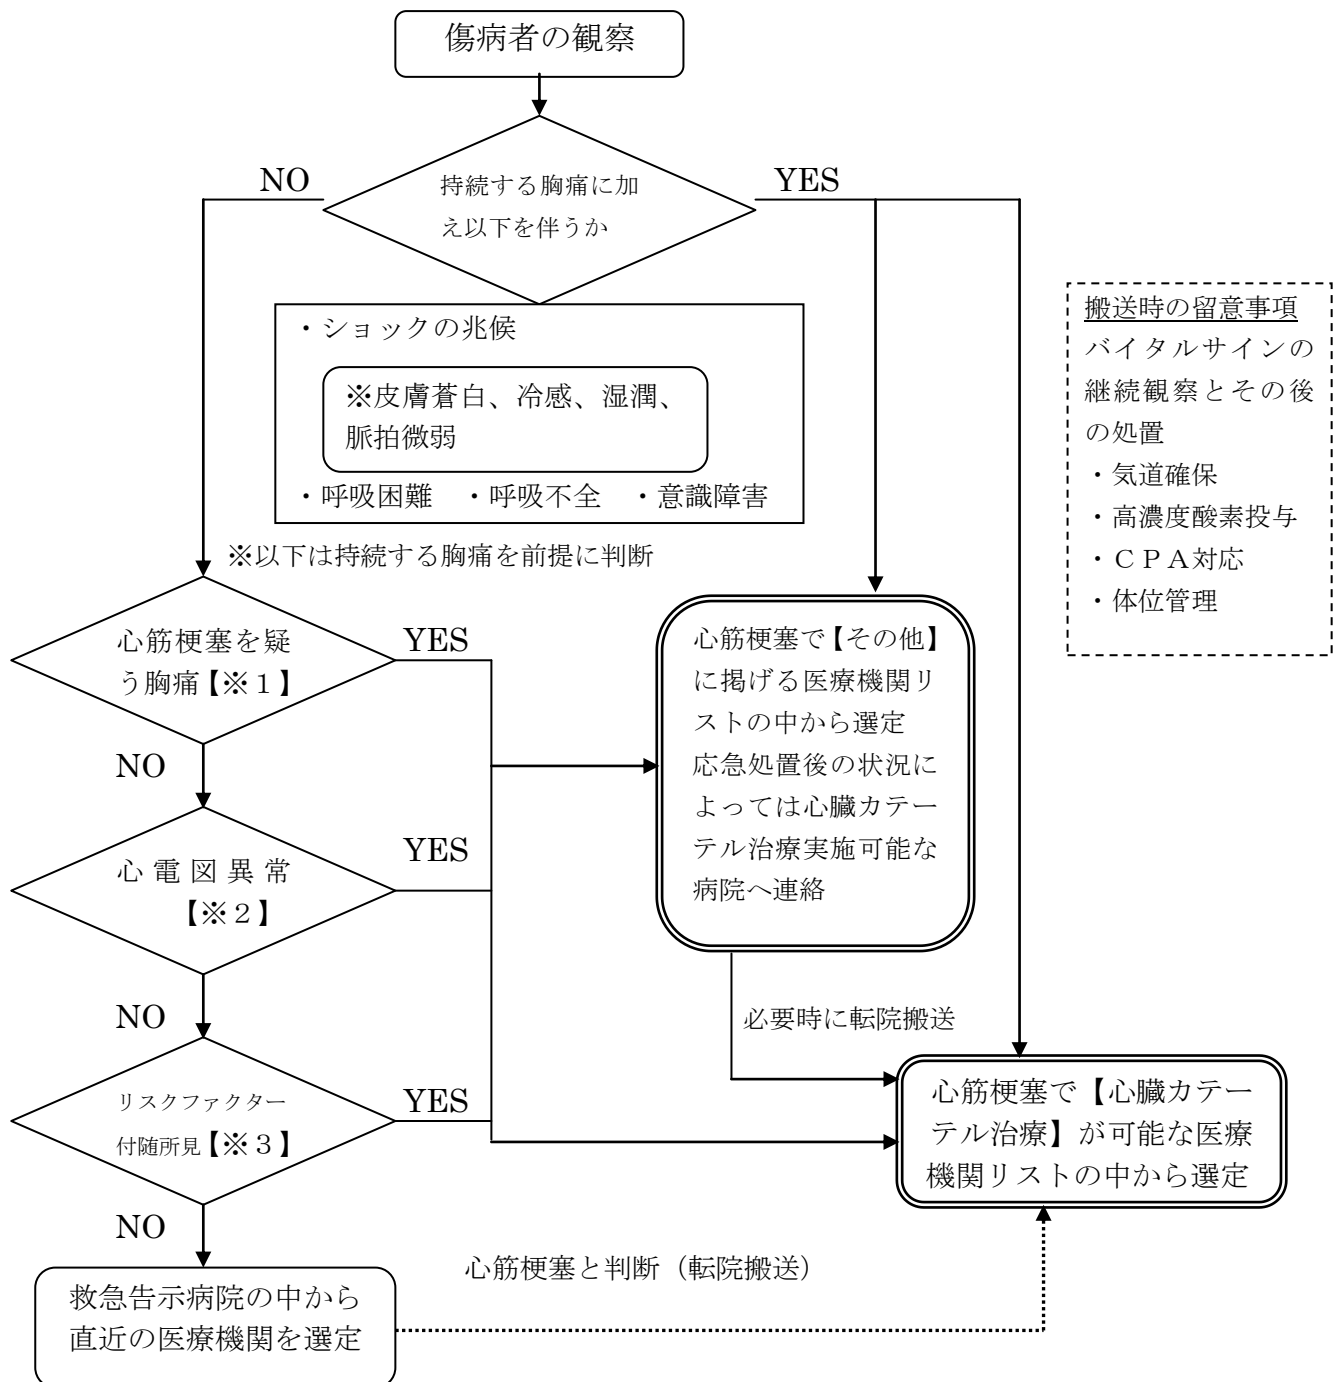 傷病者の観察
NO
YES
持続する胸痛に加
え以下を伴うか
・ショックの兆候
※皮膚蒼白、冷感、湿潤、
脈拍微弱
・呼吸困難 ・呼吸不全 ・意識障害
搬送時の留意事項
バイタルサインの
継続観察とその後
の処置
・気道確保
・高濃度酸素投与
・ＣＰＡ対応
・体位管理
※以下は持続する胸痛を前提に判断
心筋梗塞を疑
う胸痛【※１】
YES
NO
心筋梗塞で【その他】
に掲げる医療機関リ
ストの中から選定
応急処置後の状況に
よっては心臓カテー
テル治療実施可能な
病院へ連絡
心電図異常
【※２】
YES
NO
必要時に転院搬送
リスクファクター
付随所見【※３】
YES
NO
心筋梗塞で【心臓カテー
テル治療】が可能な医療
機関リストの中から選定
心筋梗塞と判断（転院搬送）
救急告示病院の中から
直近の医療機関を選定